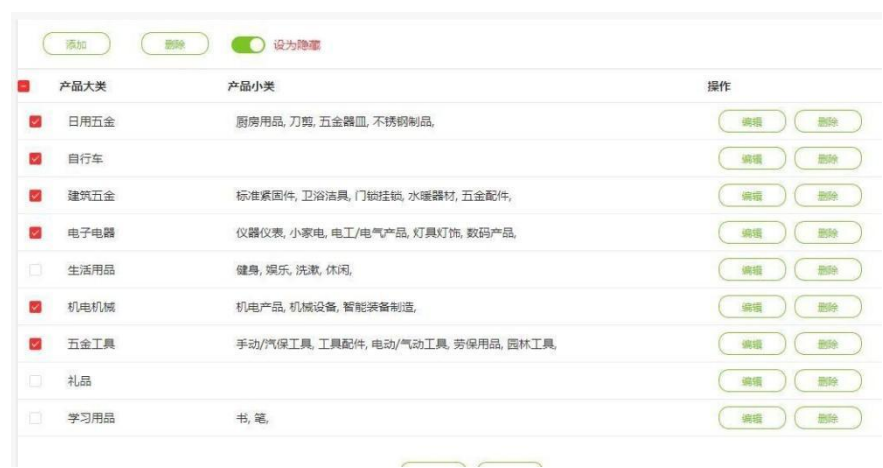 添加 删除 设为隐藏
产品大类 产品小类 操作
日用五金 厨房用品, 刀剪, 五金器皿, 不锈钢制品, 编辑 删除
自行车 编辑 删除
建筑五金 标准紧固件, 卫浴洁具, 门锁挂锁, 水暖器材, 五金配件, 编辑 删除
电子电器 仪器仪表, 小家电, 电工/电气产品, 灯具灯饰, 数码产品, 编辑 删除
生活用品 健身, 娱乐, 洗漱, 休闲, 编辑 删除
机电机械 机电产品, 机械设备, 智能装备制造, 编辑 删除
五金工具 手动/汽保工具, 工具配件, 电动/气动工具, 劳保用品, 园林工具, 编辑 删除
礼品 编辑 删除
学习用品 书, 笔, 编辑 删除